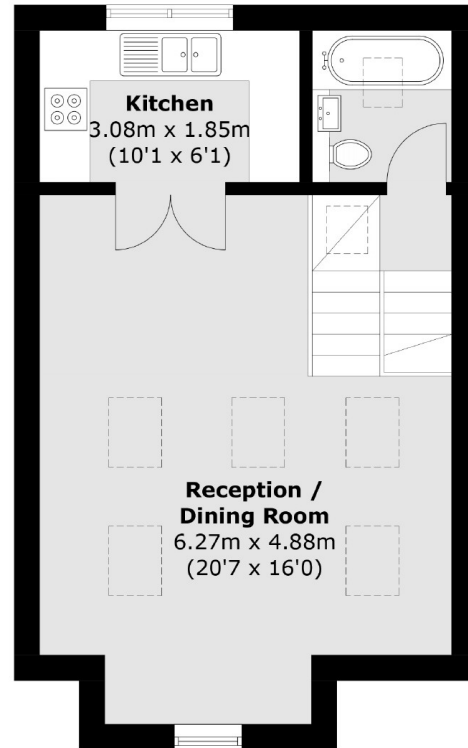 Kitchen
3.08m x 1.85m
(10'1 x 6'1)
Reception /
Dining Room
6.27m x 4.88m
(20'7 x 16'0)